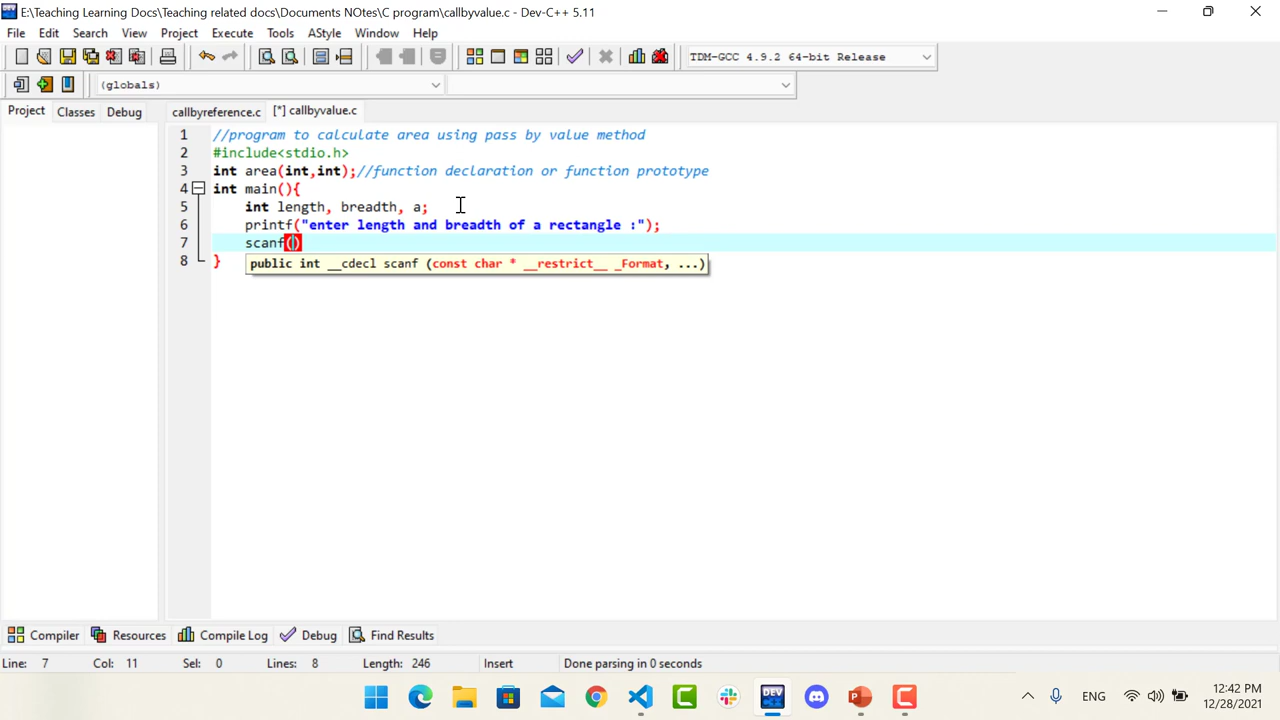 E:\Teaching Learning Docs\Teaching related docs\Documents NOtes\C program\callbyvalue.c - Dev-C++ 5.11
File Edit Search View Project Execute Tools AStyle Window Help
TDM-GCC 4.9.2 64-bit Release
(globals)
Project Classes Debug callbyreference.c [*] callbyvalue.c
1 //program to calculate area using pass by value method
2 #include<stdio.h>
3 int area(int,int);//function declaration or function prototype
4 int main(){
5 int length, breadth, a;
6 printf("enter length and breadth of a rectangle :");
7 scanf()
8 }
public int __cdecl scanf (const char * __restrict__ _Format, ...)
Compiler Resources Compile Log Debug Find Results
Line: 7 Col: 11 Sel: 0 Lines: 8 Length: 246 Insert Done parsing in 0 seconds
DEV
ENG
12:42 PM
12/28/2021